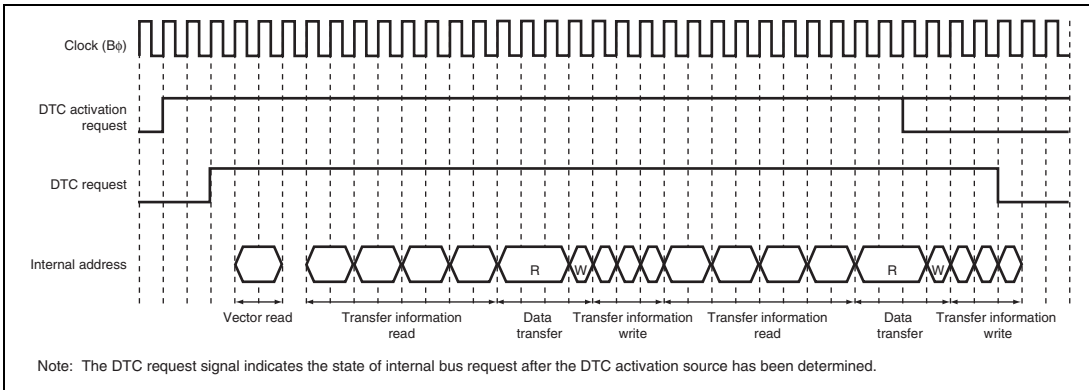 Clock (Bφ)
DTC activation
request
DTC request
Internal address
R
W
R
W
Vector read
Transfer information
read
Data
transfer
Transfer information
write
Transfer information
read
Data
transfer
Transfer information
write
Note: The DTC request signal indicates the state of internal bus request after the DTC activation source has been determined.